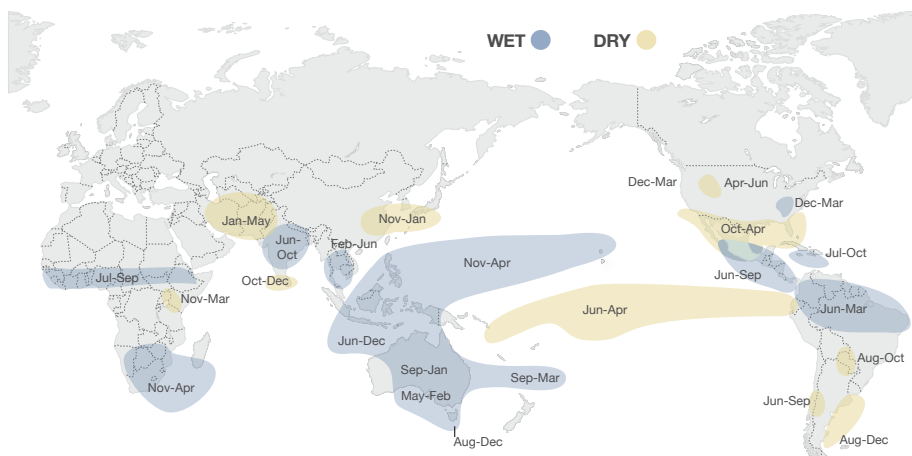 WET
DRY
Dec-Mar
Apr-Jun
Dec-Mar
Jan-May
Nov-Jan
Oct-Apr
Jun-
Oct
Feb-Jun
Jul-Oct
Nov-Apr
Jul-Sep
Oct-Dec
Jun-Sep
Nov-Mar
Jun-Apr
Jun-Mar
Jun-Dec
Aug-Oct
Sep-Jan
Sep-Mar
Nov-Apr
May-Feb
Jun-Sep
Aug-Dec
Aug-Dec